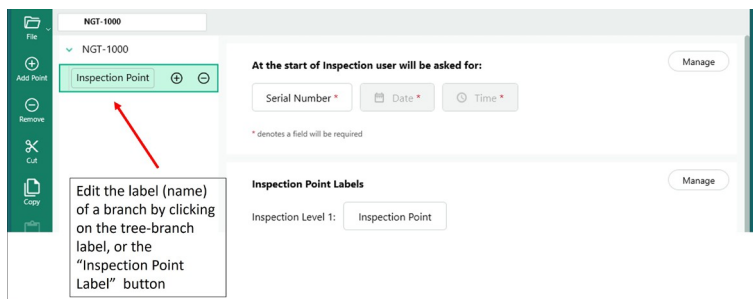 File
Add Point
Remove
Cut
Copy
NGT-1000
NGT-1000
Inspection Point
Edit the label (name)
of a branch by clicking
on the tree-branch
label, or the
“Inspection Point
Label” button
At the start of Inspection user will be asked for:
Manage
Serial Number *
Date *
Time *
* denotes a field will be required
Inspection Point Labels
Manage
Inspection Level 1:
Inspection Point